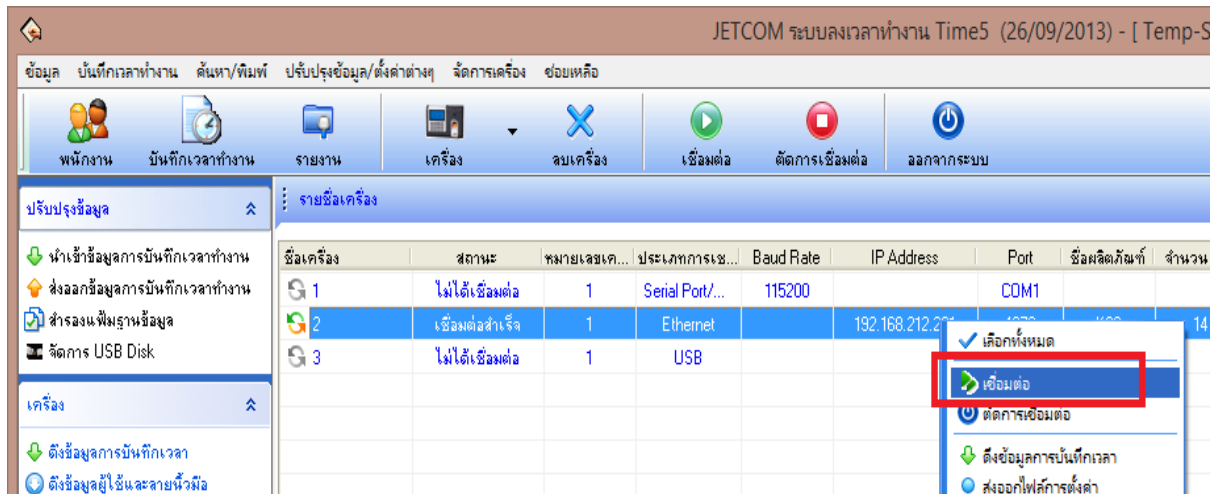 JETCOM ระบบลงเวลาทำงาน Time5 (26/09/2013) - [ Temp-S
ข้อมูล บันทึกเวลาทำงาน ค้นหา/พิมพ์ ปรับปรุงข้อมูล/ตั้งค่าต่างๆ จัดการเครื่อง ช่วยเหลือ
พนักงาน บันทึกเวลาทำงาน รายงาน เครื่อง ลบเครื่อง เชื่อมต่อ ตัดการเชื่อมต่อ ออกจากระบบ
ปรับปรุงข้อมูล
นำเข้าข้อมูลการบันทึกเวลาทำงาน
ส่งออกข้อมูลการบันทึกเวลาทำงาน
สำรองแฟ้มฐานข้อมูล
จัดการ USB Disk
เครื่อง
ดึงข้อมูลการบันทึกเวลา
ดึงข้อมูลผู้ใช้และลายนิ้วมือ
รายชื่อเครื่อง
ชื่อเครื่อง สถานะ หมายเลขเค... ประเภทการเช... Baud Rate IP Address Port ชื่อผลิตภัณฑ์ จำนวน
1 ไม่ได้เชื่อมต่อ 1 Serial Port/... 115200 COM1
2 เชื่อมต่อสำเร็จ 1 Ethernet 14
3 ไม่ได้เชื่อมต่อ 1 USB
เลือกทั้งหมด
เชื่อมต่อ
ตัดการเชื่อมต่อ
ดึงข้อมูลการบันทึกเวลา
ส่งออกไฟล์การตั้งค่า